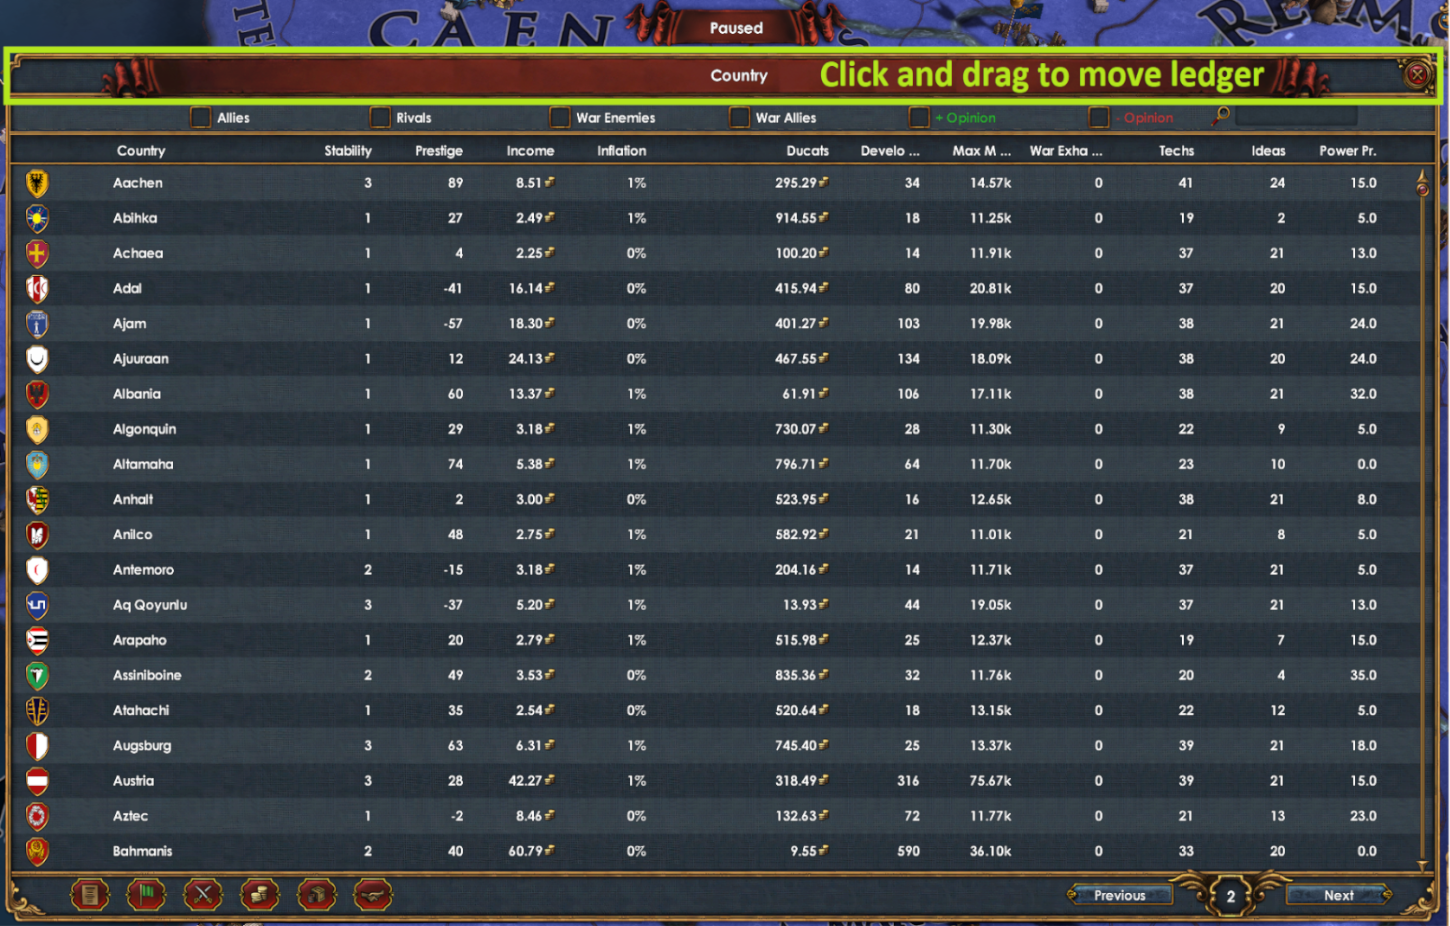 CAEN
Paused
Country Click and drag to move ledger
Allies Rivals War Enemies War Allies + Opinion - Opinion
Country Stability Prestige Income Inflation Ducats Develo ... Max M ... War Exha ... Techs Ideas Power Pr.
Aachen 3 89 8.51 1% 295.29 34 14.57k 0 41 24 15.0
Abihka 1 27 2.49 1% 914.55 18 11.25k 0 19 2 5.0
Achaea 1 4 2.25 0% 100.20 14 11.91k 0 37 21 13.0
Adal 1 -41 16.14 0% 415.94 80 20.81k 0 37 20 15.0
Ajam 1 -57 18.30 0% 401.27 103 19.98k 0 38 21 24.0
Ajuuraan 1 12 24.13 0% 467.55 134 18.09k 0 38 20 24.0
Albania 1 60 13.37 1% 61.91 106 17.11k 0 38 21 32.0
Algonquin 1 29 3.18 1% 730.07 28 11.30k 0 22 9 5.0
Altamaha 1 74 5.38 1% 796.71 64 11.70k 0 23 10 0.0
Anhalt 1 2 3.00 0% 523.95 16 12.65k 0 38 21 8.0
Anilco 1 48 2.75 1% 582.92 21 11.01k 0 21 8 5.0
Antemoro 2 -15 3.18 1% 204.16 14 11.71k 0 37 21 5.0
Aq Qoyunlu 3 -37 5.20 1% 13.93 44 19.05k 0 37 21 13.0
Arapaho 1 20 2.79 1% 515.98 25 12.37k 0 19 7 15.0
Assiniboine 2 49 3.53 0% 835.36 32 11.76k 0 20 4 35.0
Atahachi 1 35 2.54 0% 520.64 18 13.15k 0 22 12 5.0
Augsburg 3 63 6.31 1% 745.40 25 13.37k 0 39 21 18.0
Austria 3 28 42.27 1% 318.49 316 75.67k 0 39 21 15.0
Aztec 1 -2 8.46 0% 132.63 72 11.77k 0 21 13 23.0
Bahmanis 2 40 60.79 0% 9.55 590 36.10k 0 33 20 0.0
Previous 2 Next